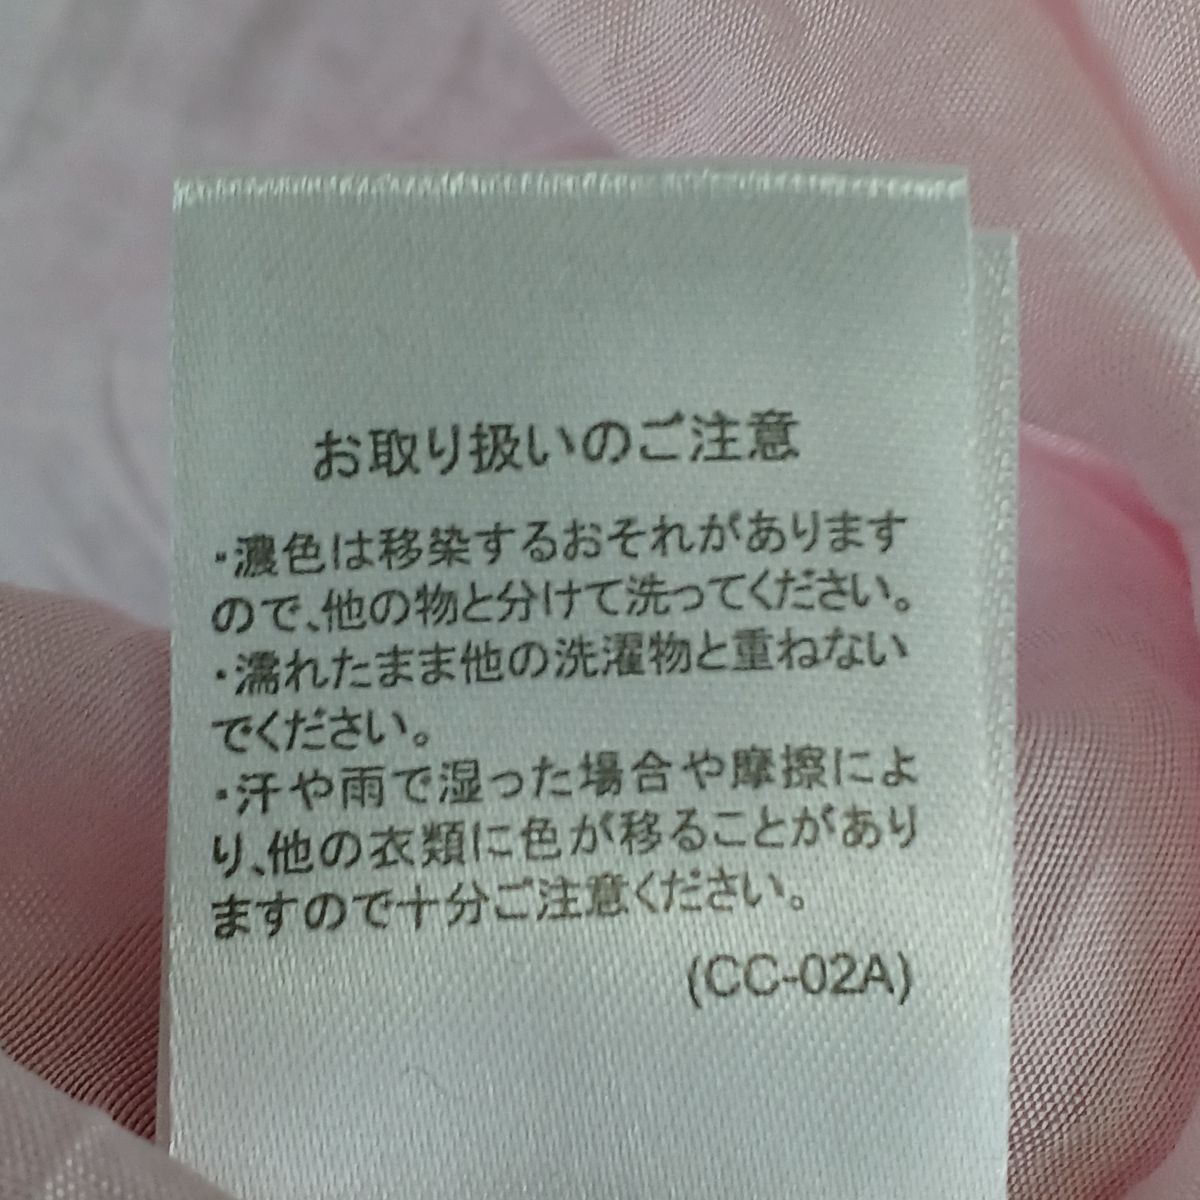 お取り扱いのご注意
・濃色は移染するおそれがあります
ので、他の物と分けて洗ってください。
・濡れたまま他の洗濯物と重ねない
でください。
・汗や雨で湿った場合や摩擦によ
り、他の衣類に色が移ることがあり
ますので十分ご注意ください。
(CC-02A)